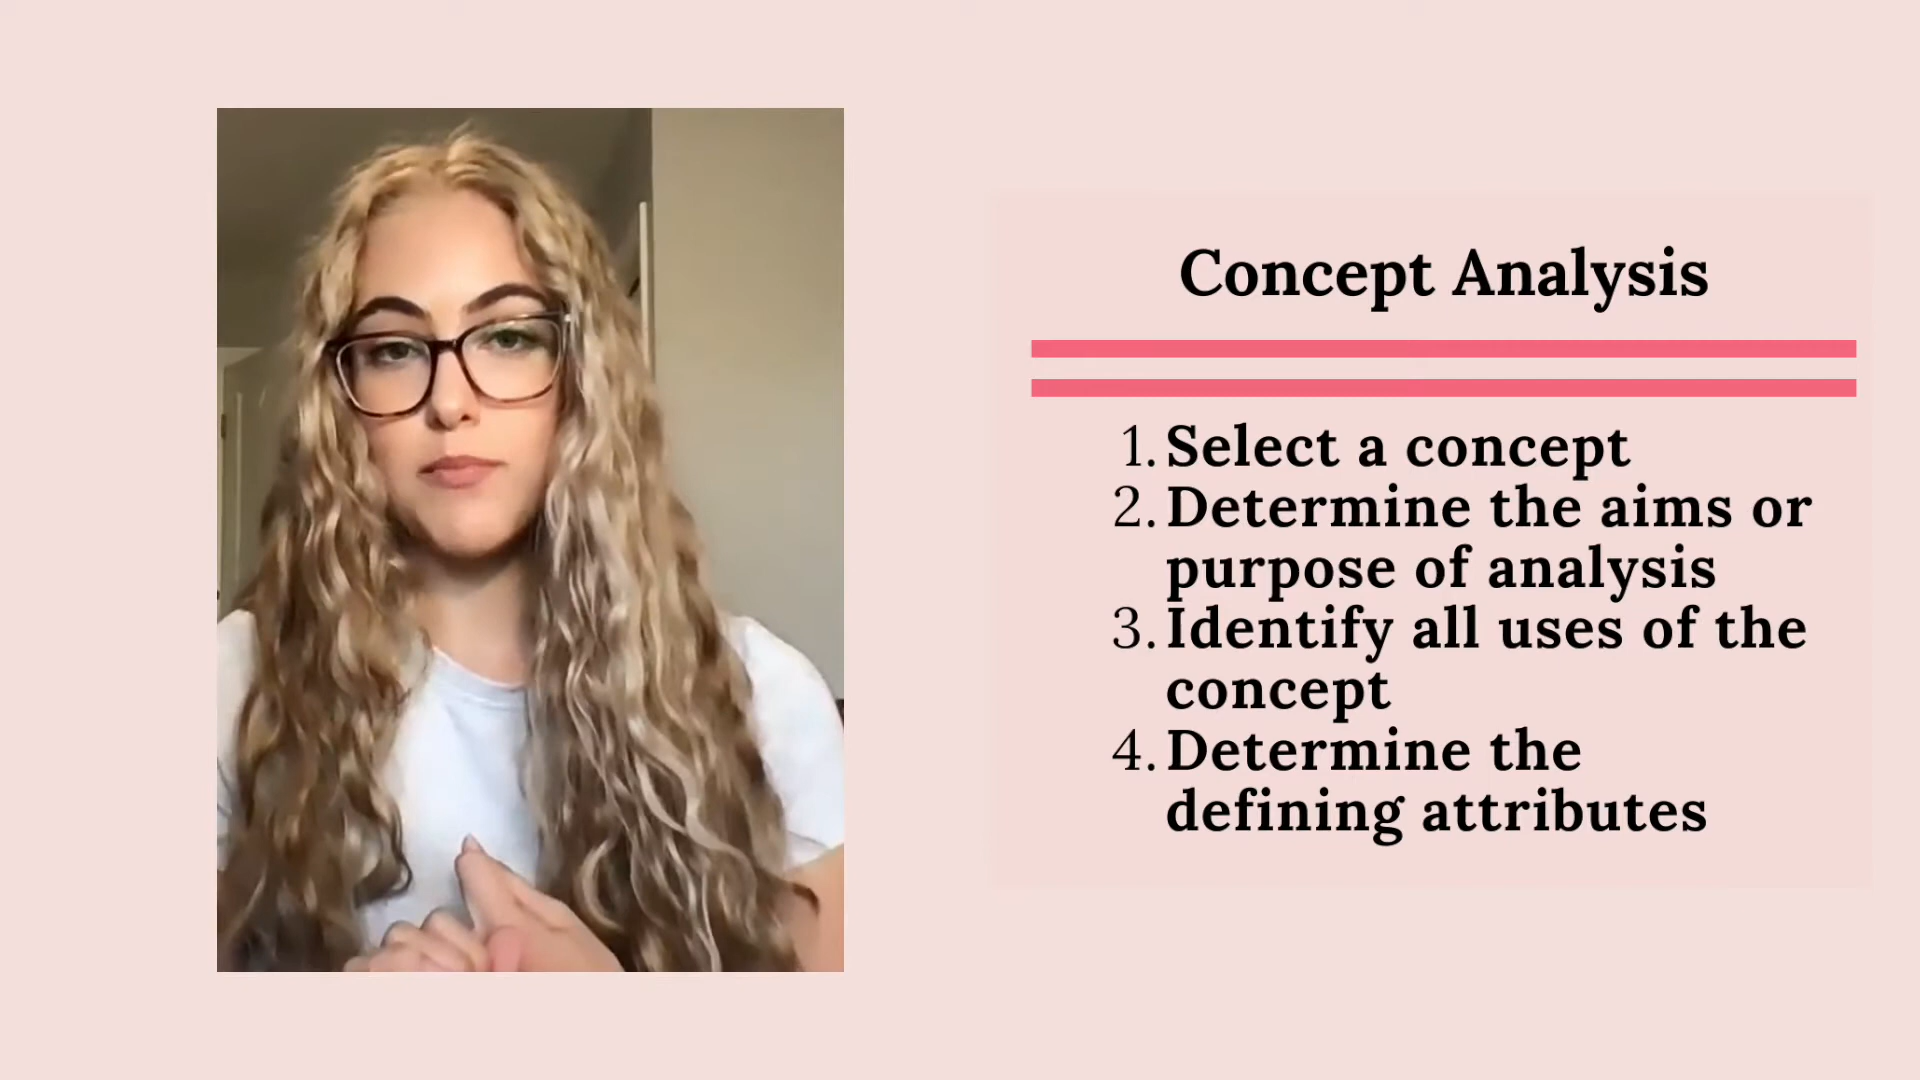 Concept Analysis
1. Select a concept
2. Determine the aims or
purpose of analysis
3. Identify all uses of the
concept
4. Determine the
defining attributes